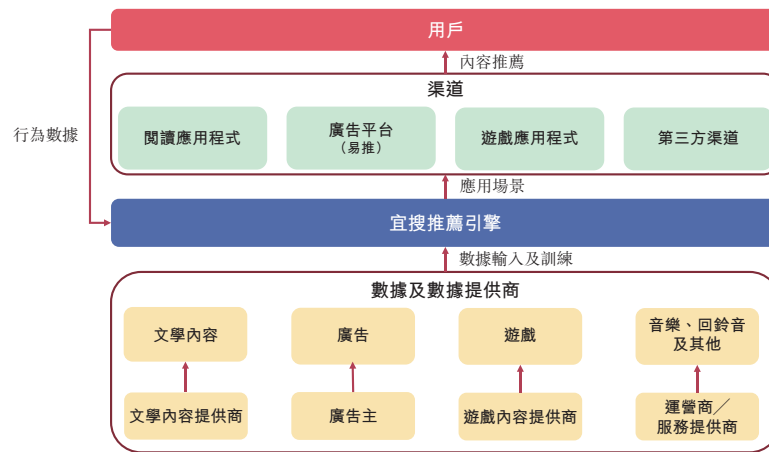 用戶
內容推薦
渠道
行為數據
閱讀應用程式
廣告平台
（易推）
遊戲應用程式
第三方渠道
應用場景
宜搜推薦引擎
數據輸入及訓練
數據及數據提供商
文學內容
廣告
遊戲
音樂、回鈴音
及其他
文學內容提供商
廣告主
遊戲內容提供商
運營商／
服務提供商